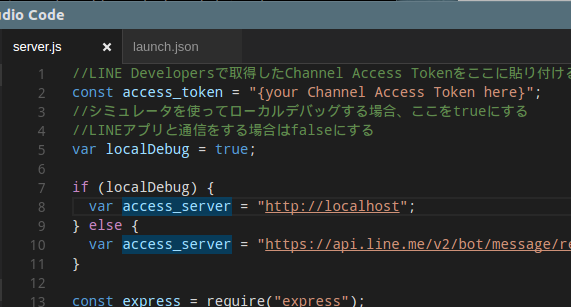 dio Code
server.js × launch.json
1 //LINE Developersで取得したChannel Access Tokenをここに貼り付ける
2 const access_token = "{your Channel Access Token here}";
3 //シミュレータを使ってローカルデバッグする場合、ここをtrueにする
4 //LINEアプリと通信をする場合はfalseにする
5 var localDebug = true;
6
7 if (localDebug) {
8 var access_server = "http://localhost";
9 } else {
10 var access_server = "https://api.line.me/v2/bot/message/re
11 }
12
13 const express = require("express");